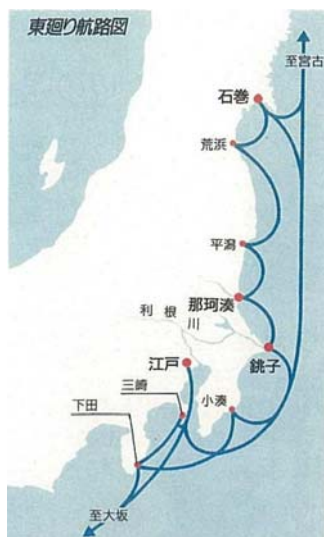 東廻り航路図
至宮古
石巻
荒浜
平潟
那珂湊
利根川
銚子
江戸
三崎
小湊
下田
至大坂